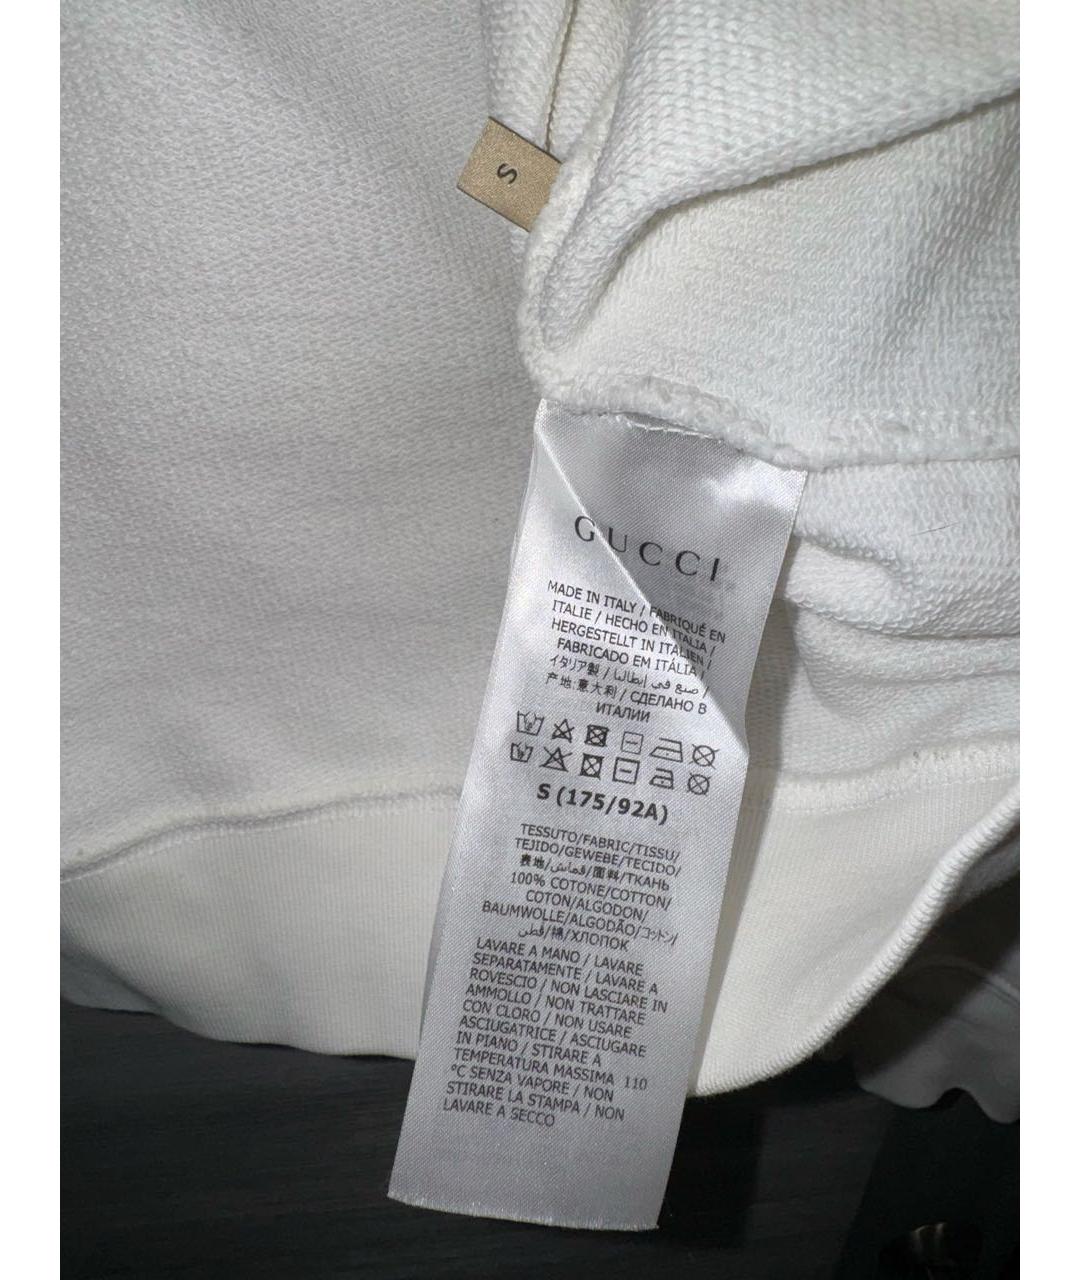 S
GUCCI
MADE IN ITALY / FABRIQUÉ EN
ITALIE / HECHO EN ITALIA /
HERGESTELLT IN ITALIEN /
FABRICADO EM ITÁLIA /
イタリア製 / صنع في إيطاليا /
产地:意大利 / СДЕЛАНО В
ИТАЛИИ
S (175/92A)
TESSUTO/FABRIC/TISSU/
TEJIDO/GEWEBE/TECIDO/
表地/قماش/面料/ТКАНЬ
100% COTONE/COTTON/
COTON/ALGODON/
BAUMWOLLE/ALGODÃO/コットン/
قطن/棉/ХЛОПОК
LAVARE A MANO / LAVARE
SEPARATAMENTE / LAVARE A
ROVESCIO / NON LASCIARE IN
AMMOLLO / NON TRATTARE
CON CLORO / NON USARE
ASCIUGATRICE / ASCIUGARE
IN PIANO / STIRARE A
TEMPERATURA MASSIMA 110
°C SENZA VAPORE / NON
STIRARE LA STAMPA / NON
LAVARE A SECCO